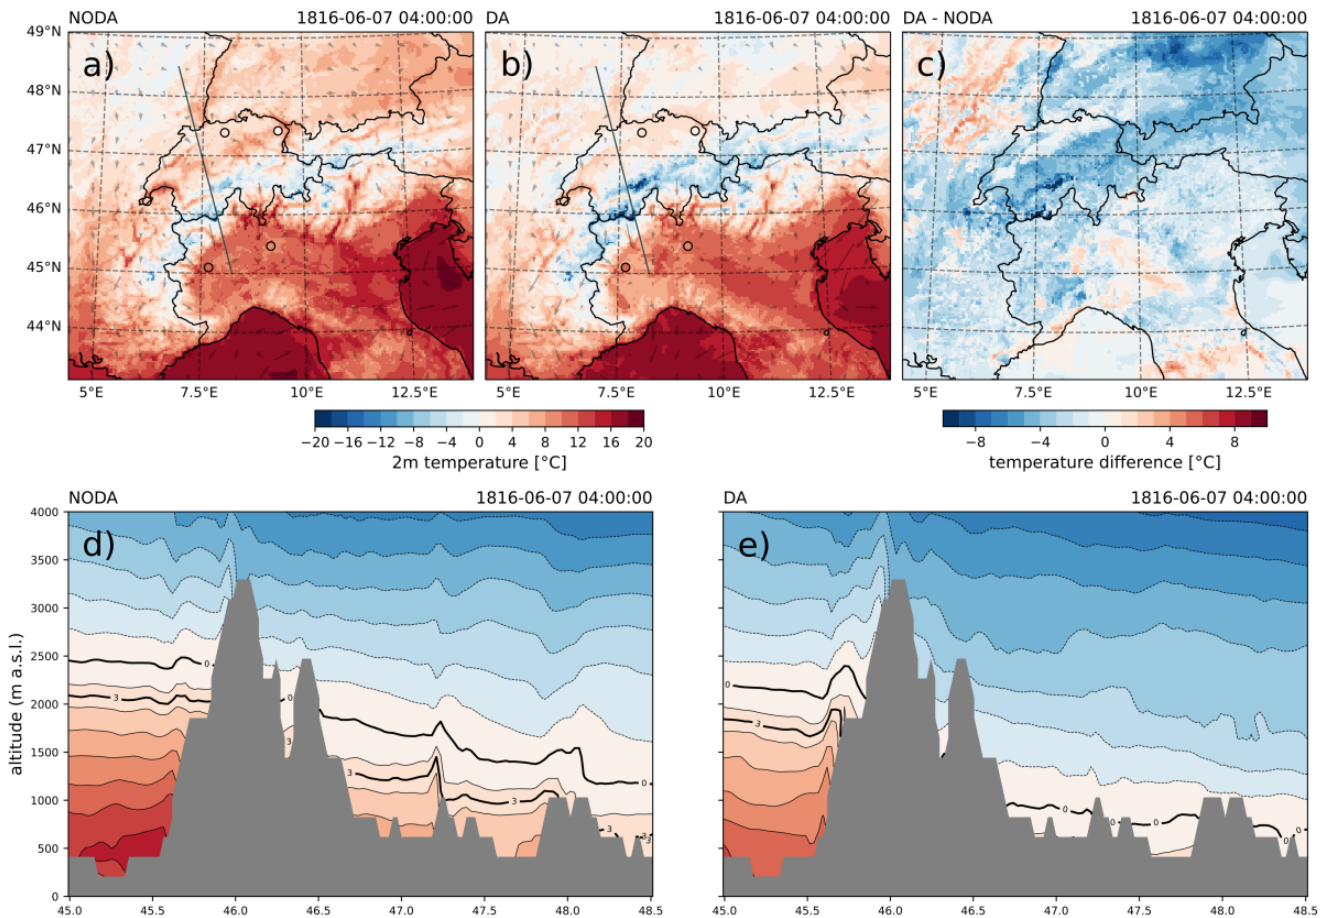 NODA 1816-06-07 04:00:00
DA 1816-06-07 04:00:00
DA - NODA
a)
b)
c)
49°N
48°N
47°N
46°N
45°N
44°N
5°E 7.5°E 10°E 12.5°E
5°E 7.5°E 10°E 12.5°E
5°E 7.5°E 10°E 12.5°E
−20 −16 −12 −8 −4 0 4 8 12 16 20
2m temperature [°C]
−8 −4 0 4 8
temperature difference [°C]
NODA 1816-06-07 04:00:00
DA 1816-06-07 04:00:00
d)
e)
altitude (m a.s.l.)
4000
3500
3000
2500
2000
1500
1000
500
0
0
3
0
3
3
0
3
0
3
3
0
3
0
0
0
0
0
45.0 45.5 46.0 46.5 47.0 47.5 48.0 48.5
45.0 45.5 46.0 46.5 47.0 47.5 48.0 48.5